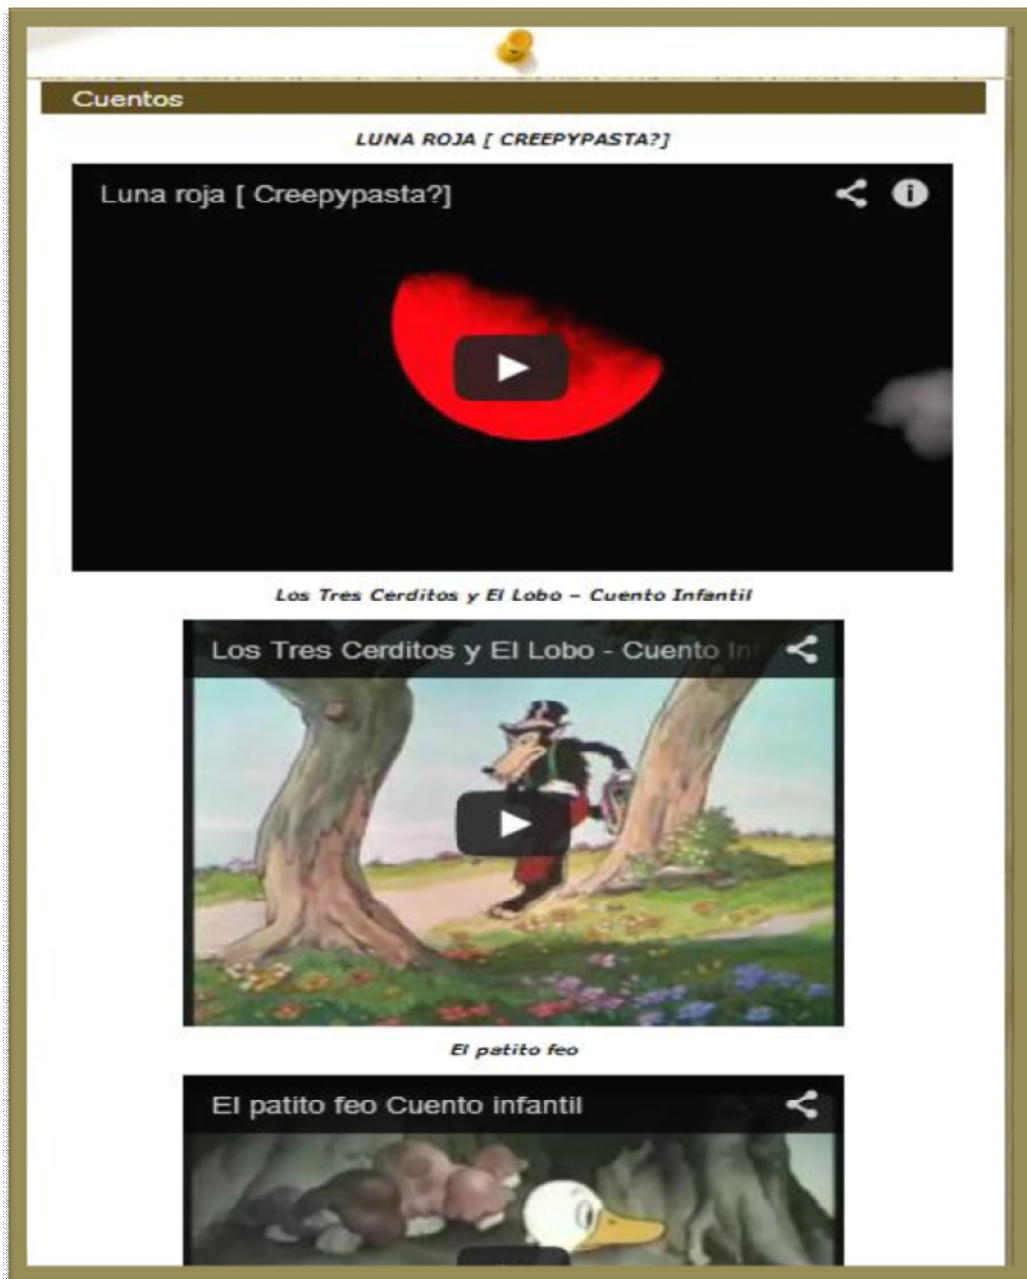 Cuentos
LUNA ROJA [ CREEPYPASTA?]
Luna roja [ Creepypasta?]
Los Tres Cerditos y El Lobo – Cuento Infantil
Los Tres Cerditos y El Lobo - Cuento In
El patito feo
El patito feo Cuento infantil